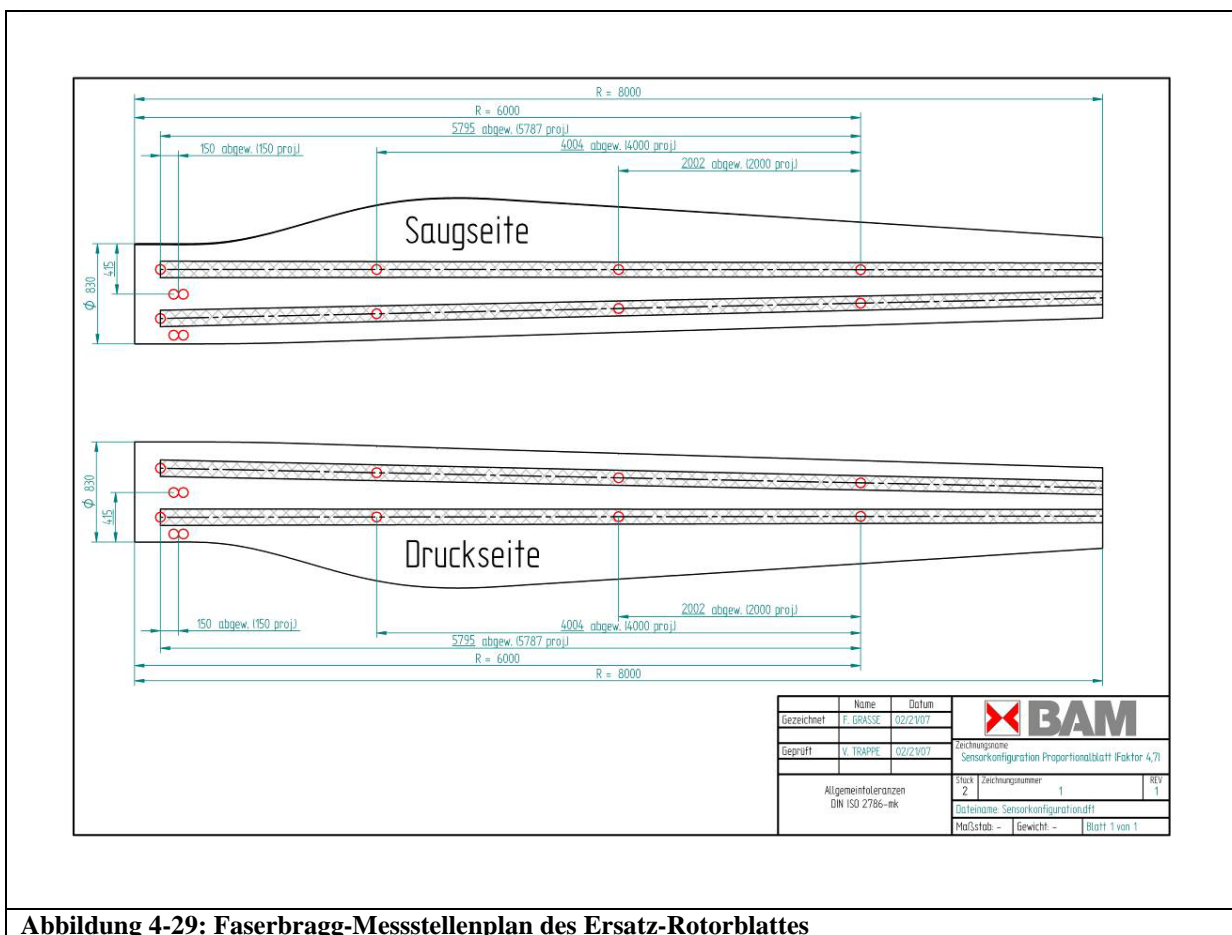 R = 8000
R = 6000
5795 abgew. (5787 proj.)
150 abgew. (150 proj.)
4004 abgew. (4000 proj.)
2002 abgew. (2000 proj.)
Saugseite
Φ 830
415
Φ 830
415
Druckseite
2002 abgew. (2000 proj.)
150 abgew. (150 proj.)
4004 abgew. (4000 proj.)
5795 abgew. (5787 proj.)
R = 6000
R = 8000
Name Datum
Gezeichnet F. GRASSE 02/21/07
Geprüft V. TRAPPE 02/21/07
BAM
Zeichnungsname
Sensorkonfiguration Proportionalblatt (Faktor 4,7)
Allgemeintoleranzen
DIN ISO 2786-mk
Stück Zeichnungsnummer REV
2 1 1
Dateiname: Sensorkonfiguration.dft
Maßstab: - Gewicht: - Blatt 1 von 1
Abbildung 4-29: Faserbragg-Messstellenplan des Ersatz-Rotorblattes